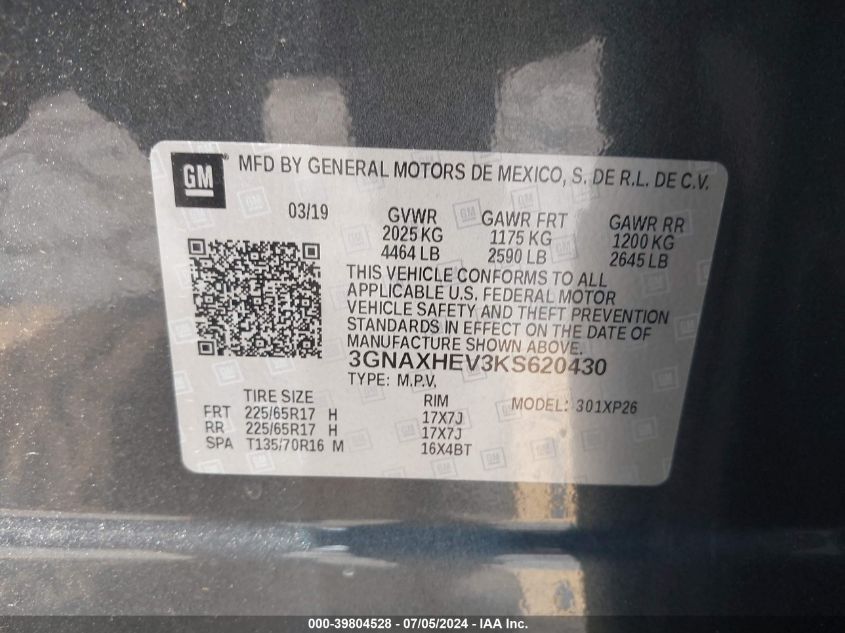 GM
MFD BY GENERAL MOTORS DE MEXICO, S. DE R.L. DE C.V.
03/19 GVWR GAWR FRT GAWR RR
2025 KG 1175 KG 1200 KG
4464 LB 2590 LB 2645 LB
THIS VEHICLE CONFORMS TO ALL
APPLICABLE U.S. FEDERAL MOTOR
VEHICLE SAFETY AND THEFT PREVENTION
STANDARDS IN EFFECT ON THE DATE OF
MANUFACTURE SHOWN ABOVE.
3GNAXHEV3KS620430
TYPE: M.P.V.
TIRE SIZE RIM MODEL: 301XP26
FRT 225/65R17 H 17X7J
RR 225/65R17 H 17X7J
SPA T135/70R16 M 16X4BT
000-39804528 - 07/05/2024 - IAA Inc.